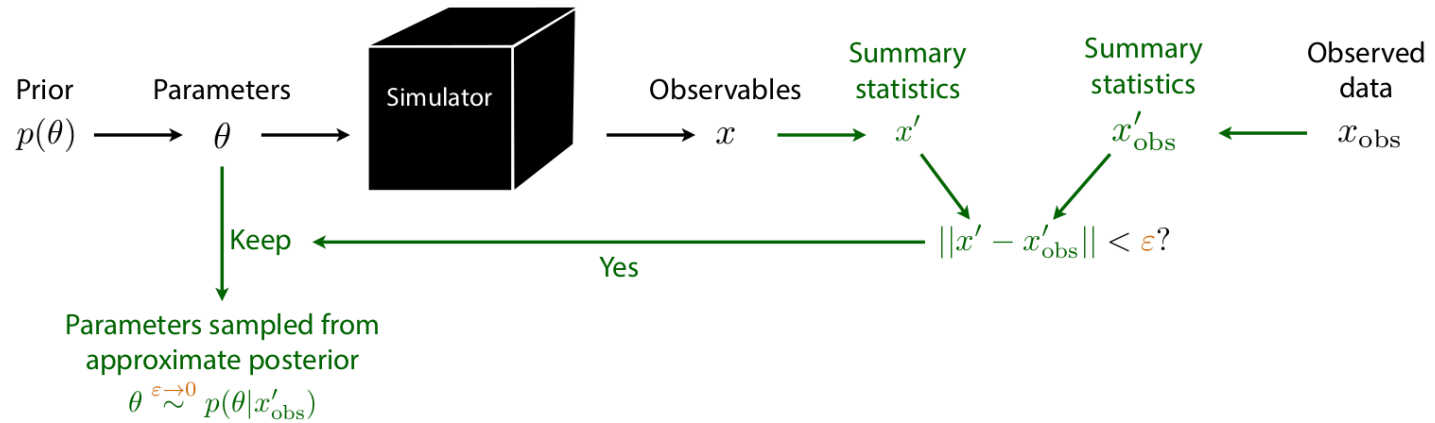 Prior
p(θ)
Parameters
θ
Simulator
Observables
x
Summary
statistics
x′
Summary
statistics
x′obs
Observed
data
xobs
Keep
Yes
||x′ − x′obs|| < ε?
Parameters sampled from
approximate posterior
θ ε→0 ∼ p(θ|x′obs)